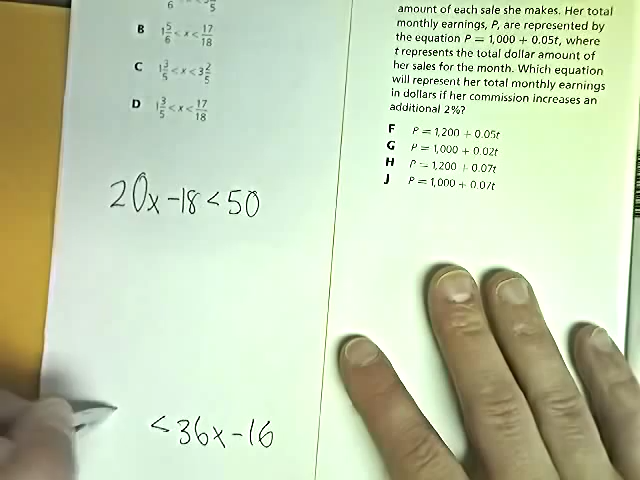 B 1 5/6 < x < 17/18
C 1 3/5 < x < 3 2/5
D 1 3/5 < x < 17/18
20x - 18 < 50
< 36x - 16
amount of each sale she makes. Her total
monthly earnings, P, are represented by
the equation P = 1,000 + 0.05t, where
t represents the total dollar amount of
her sales for the month. Which equation
will represent her total monthly earnings
in dollars if her commission increases an
additional 2%?
F P = 1,200 + 0.05t
G P = 1,000 + 0.02t
H P = 1,200 + 0.07t
J P = 1,000 + 0.07t